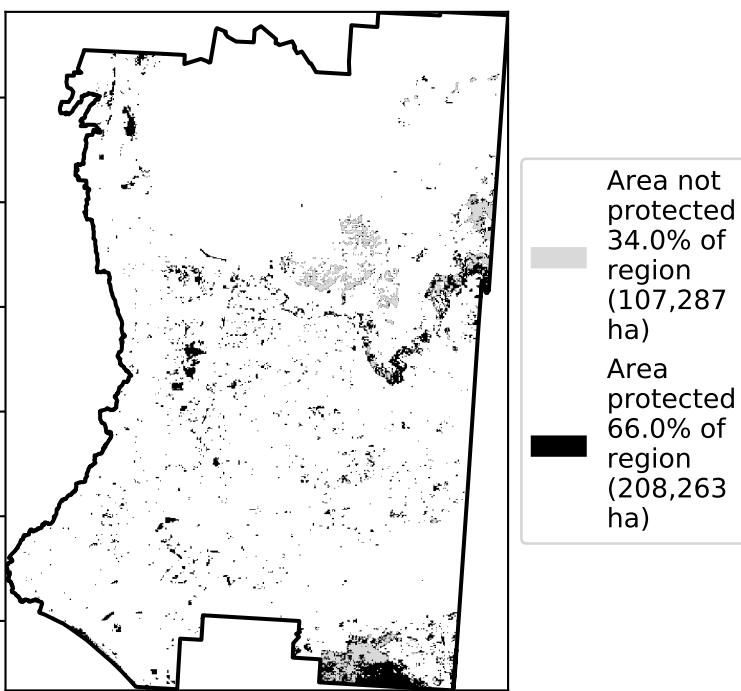 Area not
protected
34.0% of
region
(107,287
ha)
Area
protected
66.0% of
region
(208,263
ha)